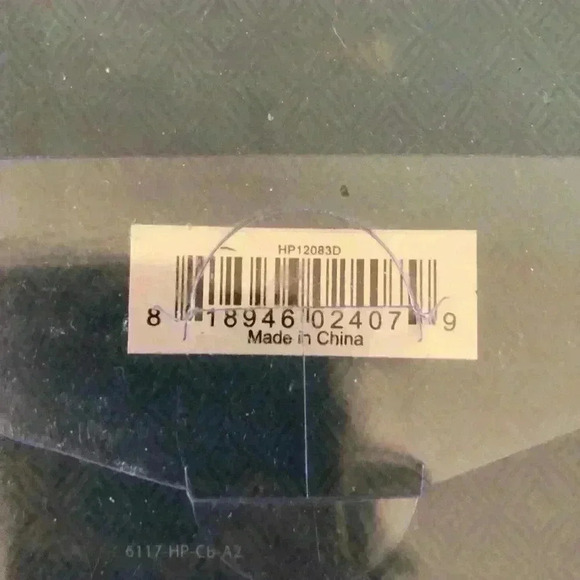 HP12083D
8 18946 02407 9
Made in China
6117 HP-CB-A2